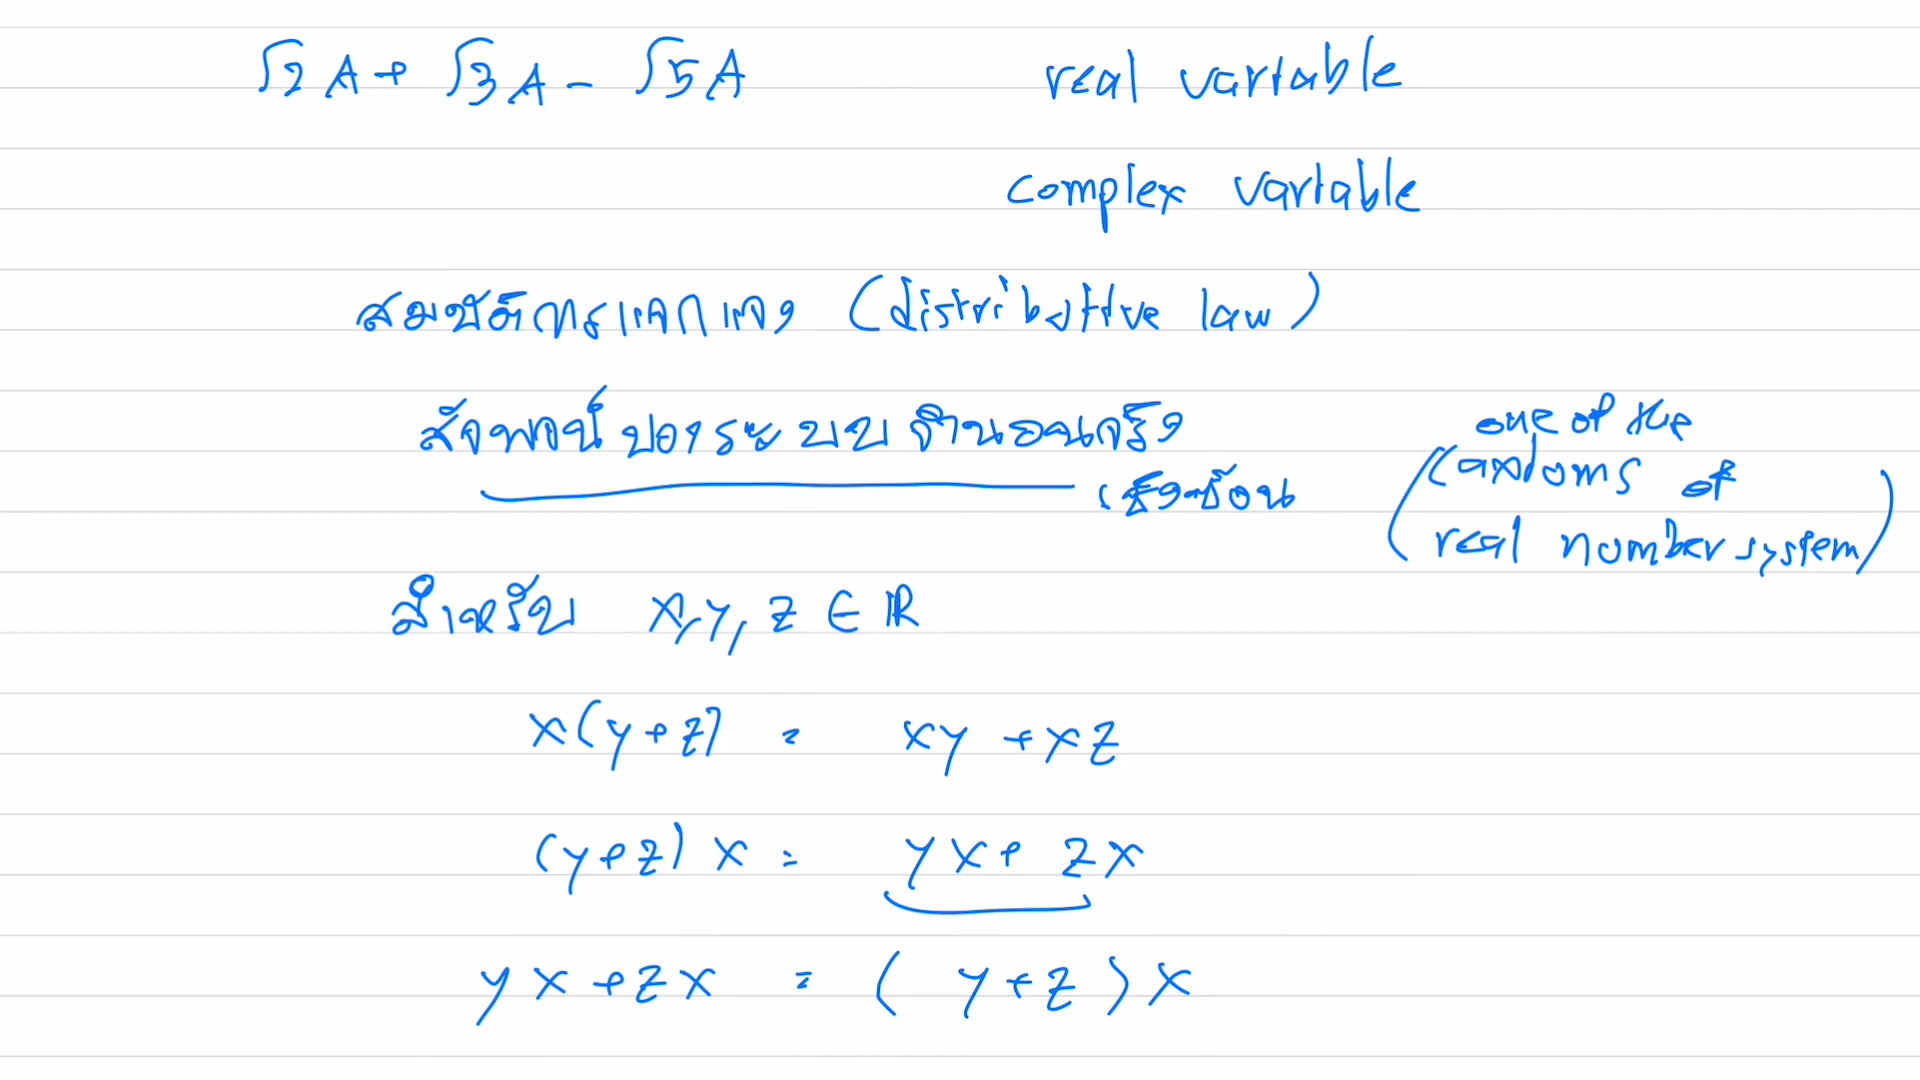 √2 A + √3 A - √5 A real variable
complex variable
สมบัติการแจกแจง (distributive law)
สัจพจน์ของระบบจำนวนจริง
เชิงซ้อน
(one of the
axioms of
real number system)
สำหรับ x, y, z ∈ ℝ
x(y+z) = xy + xz
(y+z) x = yx + zx
yx + zx = (y+z) x